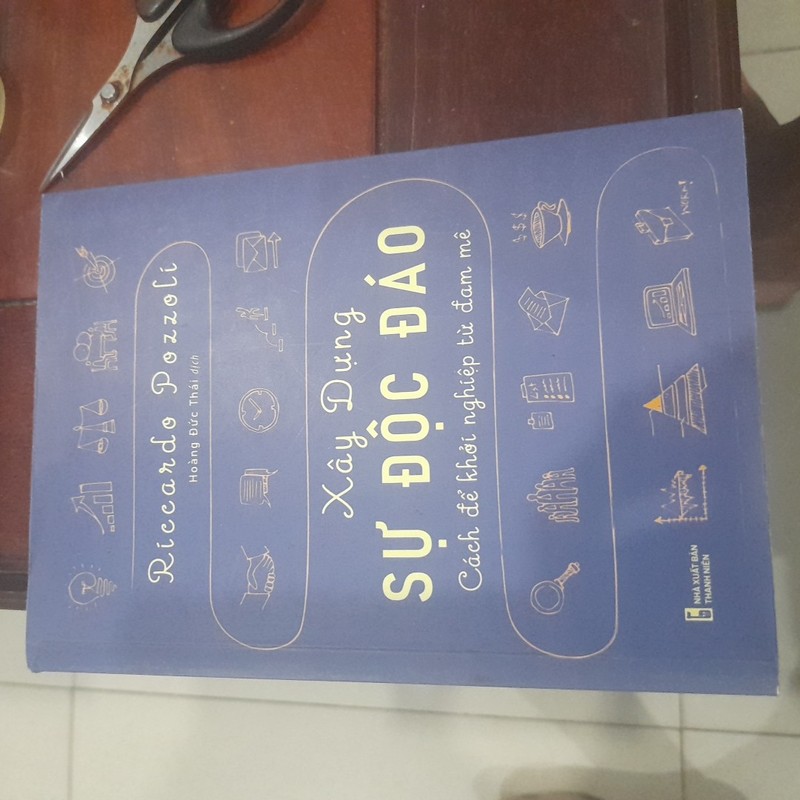 Riccardo Pozzoli
Hoàng Đức Thái dịch
Xây Dựng
SỰ ĐỘC ĐÁO
Cách để khởi nghiệp từ đam mê
$$$
NHÀ XUẤT BẢN
THANH NIÊN